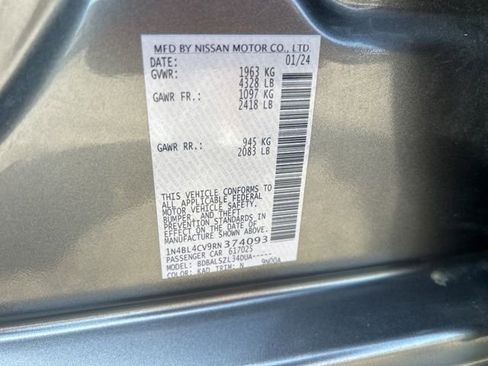 MFD BY NISSAN MOTOR CO., LTD.
DATE: 01/24
GVWR: 1963 KG
4328 LB
GAWR FR.: 1097 KG
2418 LB
GAWR RR.: 945 KG
2083 LB
THIS VEHICLE CONFORMS TO
ALL APPLICABLE FEDERAL
MOTOR VEHICLE SAFETY,
BUMPER, AND THEFT
PREVENTION STANDARDS
IN EFFECT ON THE DATE OF
MANUFACTURE SHOWN ABOVE.
1N4BL4CV9RN374093
PASSENGER CAR 61702S
MODEL: BDBALSZL34DUA-----
COLOR: KAD TRIM: N 9N00A